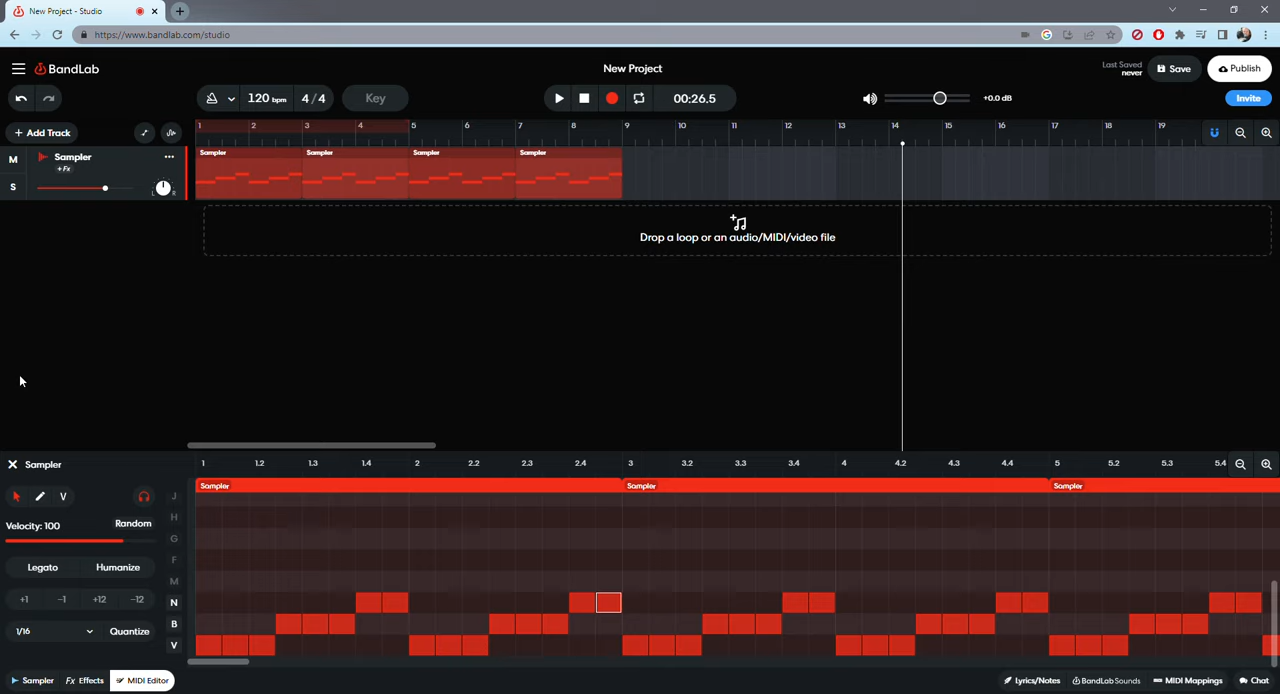 New Project - Studio
https://www.bandlab.com/studio
BandLab
New Project
Last Saved
never
Save
Publish
120 bpm
4 / 4
Key
00:26.5
+0.0 dB
Invite
+ Add Track
1 2 3 4 5 6 7 8 9 10 11 12 13 14 15 16 17 18 19
M
Sampler
+Fx
S
L R
Sampler Sampler Sampler Sampler
Drop a loop or an audio/MIDI/video file
Sampler
1 1.2 1.3 1.4 2 2.2 2.3 2.4 3 3.2 3.3 3.4 4 4.2 4.3 4.4 5 5.2 5.3 5.4
Sampler Sampler Sampler
V
Velocity: 100
Random
Legato
Humanize
+1 -1 +12 -12
1/16
Quantize
J
H
G
F
M
N
B
V
Sampler
Fx Effects
MIDI Editor
Lyrics/Notes
BandLab Sounds
MIDI Mappings
Chat